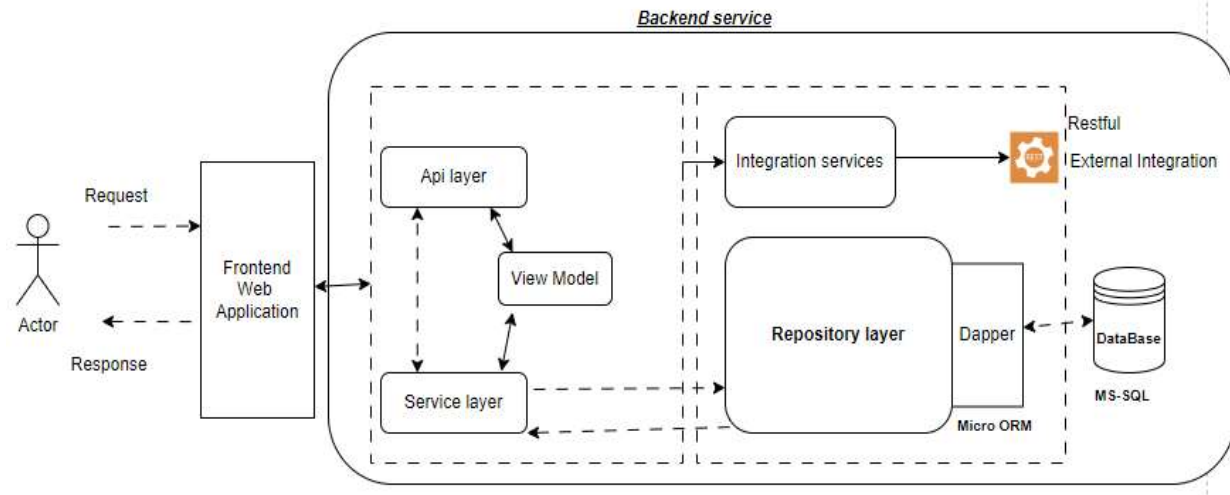 Backend service
Request
Actor
Response
Frontend
Web
Application
Api layer
View Model
Service layer
Integration services
REST
Restful
External Integration
Repository layer
Dapper
Micro ORM
DataBase
MS-SQL